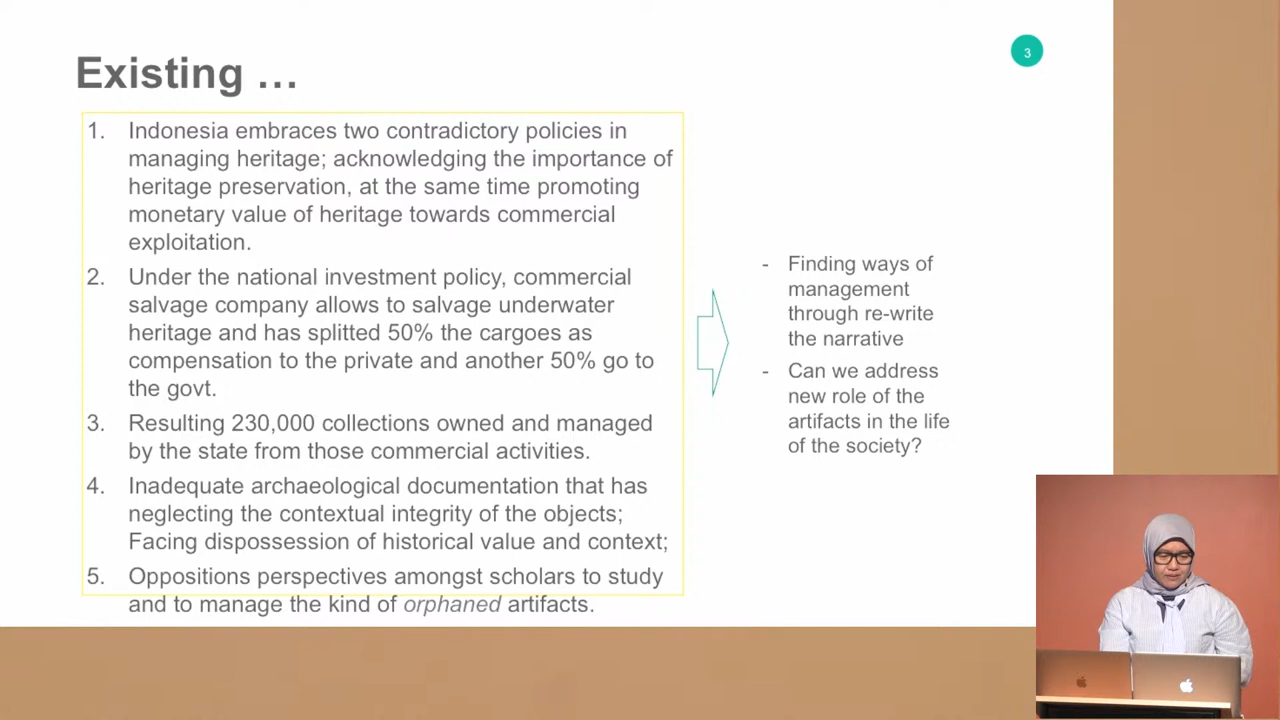 3
Existing …
1. Indonesia embraces two contradictory policies in
managing heritage; acknowledging the importance of
heritage preservation, at the same time promoting
monetary value of heritage towards commercial
exploitation.
2. Under the national investment policy, commercial
salvage company allows to salvage underwater
heritage and has splitted 50% the cargoes as
compensation to the private and another 50% go to
the govt.
3. Resulting 230,000 collections owned and managed
by the state from those commercial activities.
4. Inadequate archaeological documentation that has
neglecting the contextual integrity of the objects;
Facing dispossession of historical value and context;
5. Oppositions perspectives amongst scholars to study
and to manage the kind of orphaned artifacts.
- Finding ways of
management
through re-write
the narrative
- Can we address
new role of the
artifacts in the life
of the society?